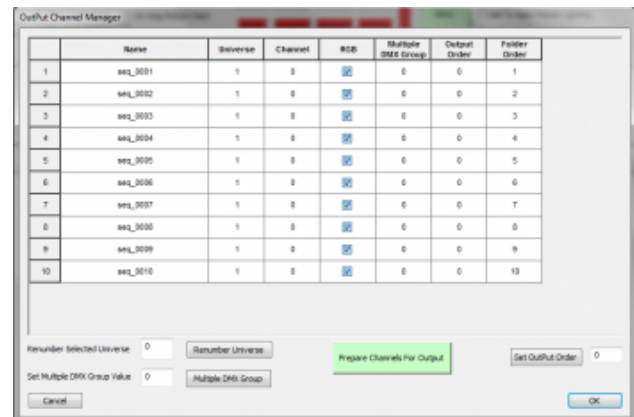 OutPut Channel Manager
Name Universe Channel RGB Multiple DMX Group Output Order Folder Order
1 seq_0001 1 0 0 0 1
2 seq_0002 1 0 0 0 2
3 seq_0003 1 0 0 0 3
4 seq_0004 1 0 0 0 4
5 seq_0005 1 0 0 0 5
6 seq_0006 1 0 0 0 6
7 seq_0007 1 0 0 0 7
8 seq_0008 1 0 0 0 8
9 seq_0009 1 0 0 0 9
10 seq_0010 1 0 0 0 10
Renumber Selected Universe 0 Renumber Universe
Prepare Channels For Output
Set OutPut Order 0
Set Multiple DMX Group Value 0 Multiple DMX Group
Cancel OK